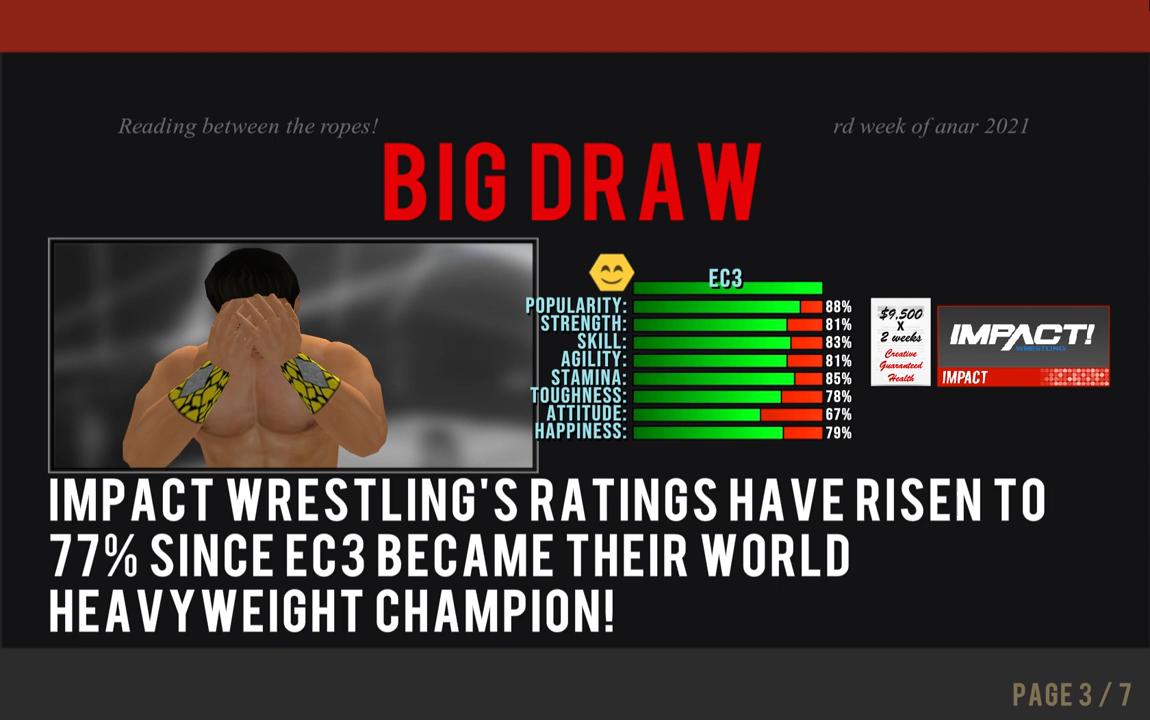 Reading between the ropes!
rd week of anar 2021
BIG DRAW
EC3
POPULARITY: 88%
STRENGTH: 81%
SKILL: 83%
AGILITY: 81%
STAMINA: 85%
TOUGHNESS: 78%
ATTITUDE: 67%
HAPPINESS: 79%
$9,500
X
2 weeks
Creative
Guaranteed
Health
IMPACT!
WRESTLING
IMPACT
IMPACT WRESTLING'S RATINGS HAVE RISEN TO
77% SINCE EC3 BECAME THEIR WORLD
HEAVYWEIGHT CHAMPION!
PAGE 3 / 7